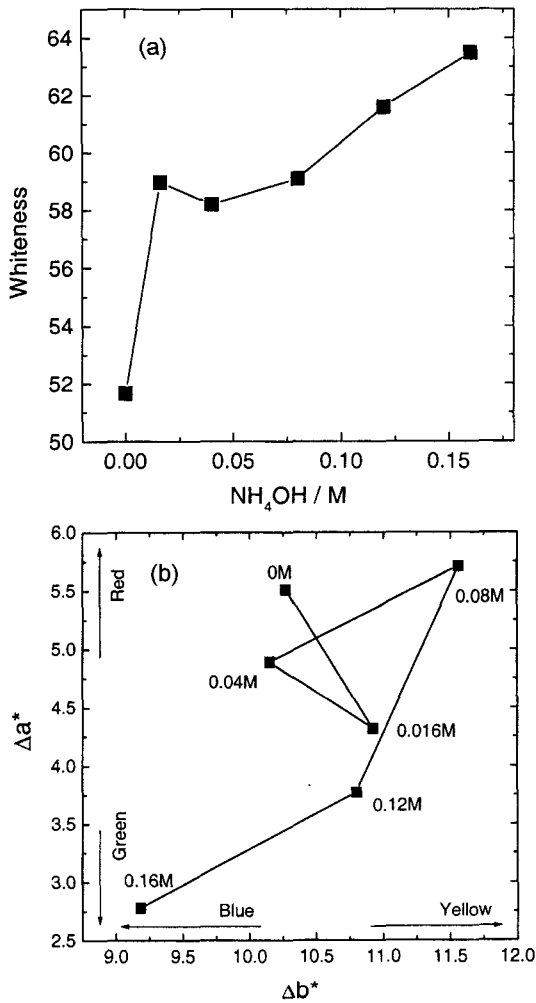 (a)
64
62
60
58
56
54
52
50
Whiteness
0.00 0.05 0.10 0.15
NH₄OH / M
(b)
6.0
5.5
5.0
4.5
4.0
3.5
3.0
2.5
Δa*
Red
Green
0M
0.08M
0.04M
0.016M
0.12M
0.16M
Blue
Yellow
9.0 9.5 10.0 10.5 11.0 11.5 12.0
Δb*